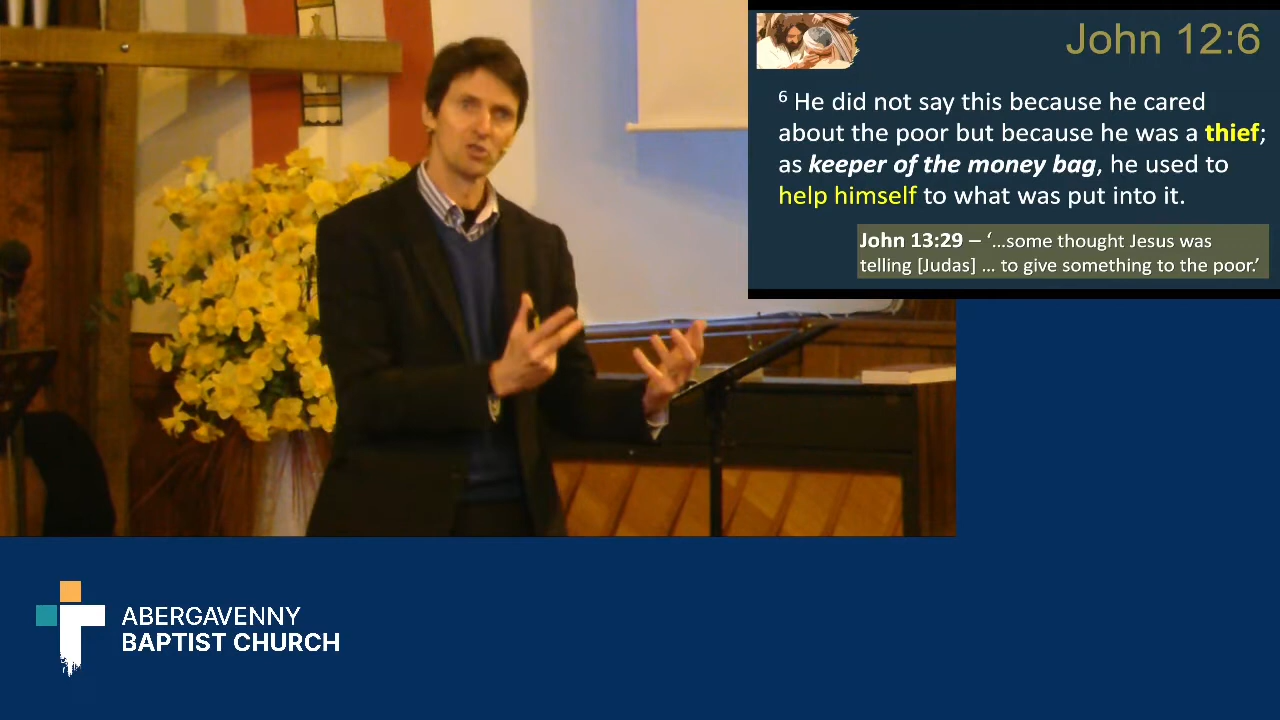 John 12:6
6 He did not say this because he cared
about the poor but because he was a thief;
as keeper of the money bag, he used to
help himself to what was put into it.
John 13:29 – ‘...some thought Jesus was
telling [Judas] ... to give something to the poor.’
ABERGAVENNY
BAPTIST CHURCH